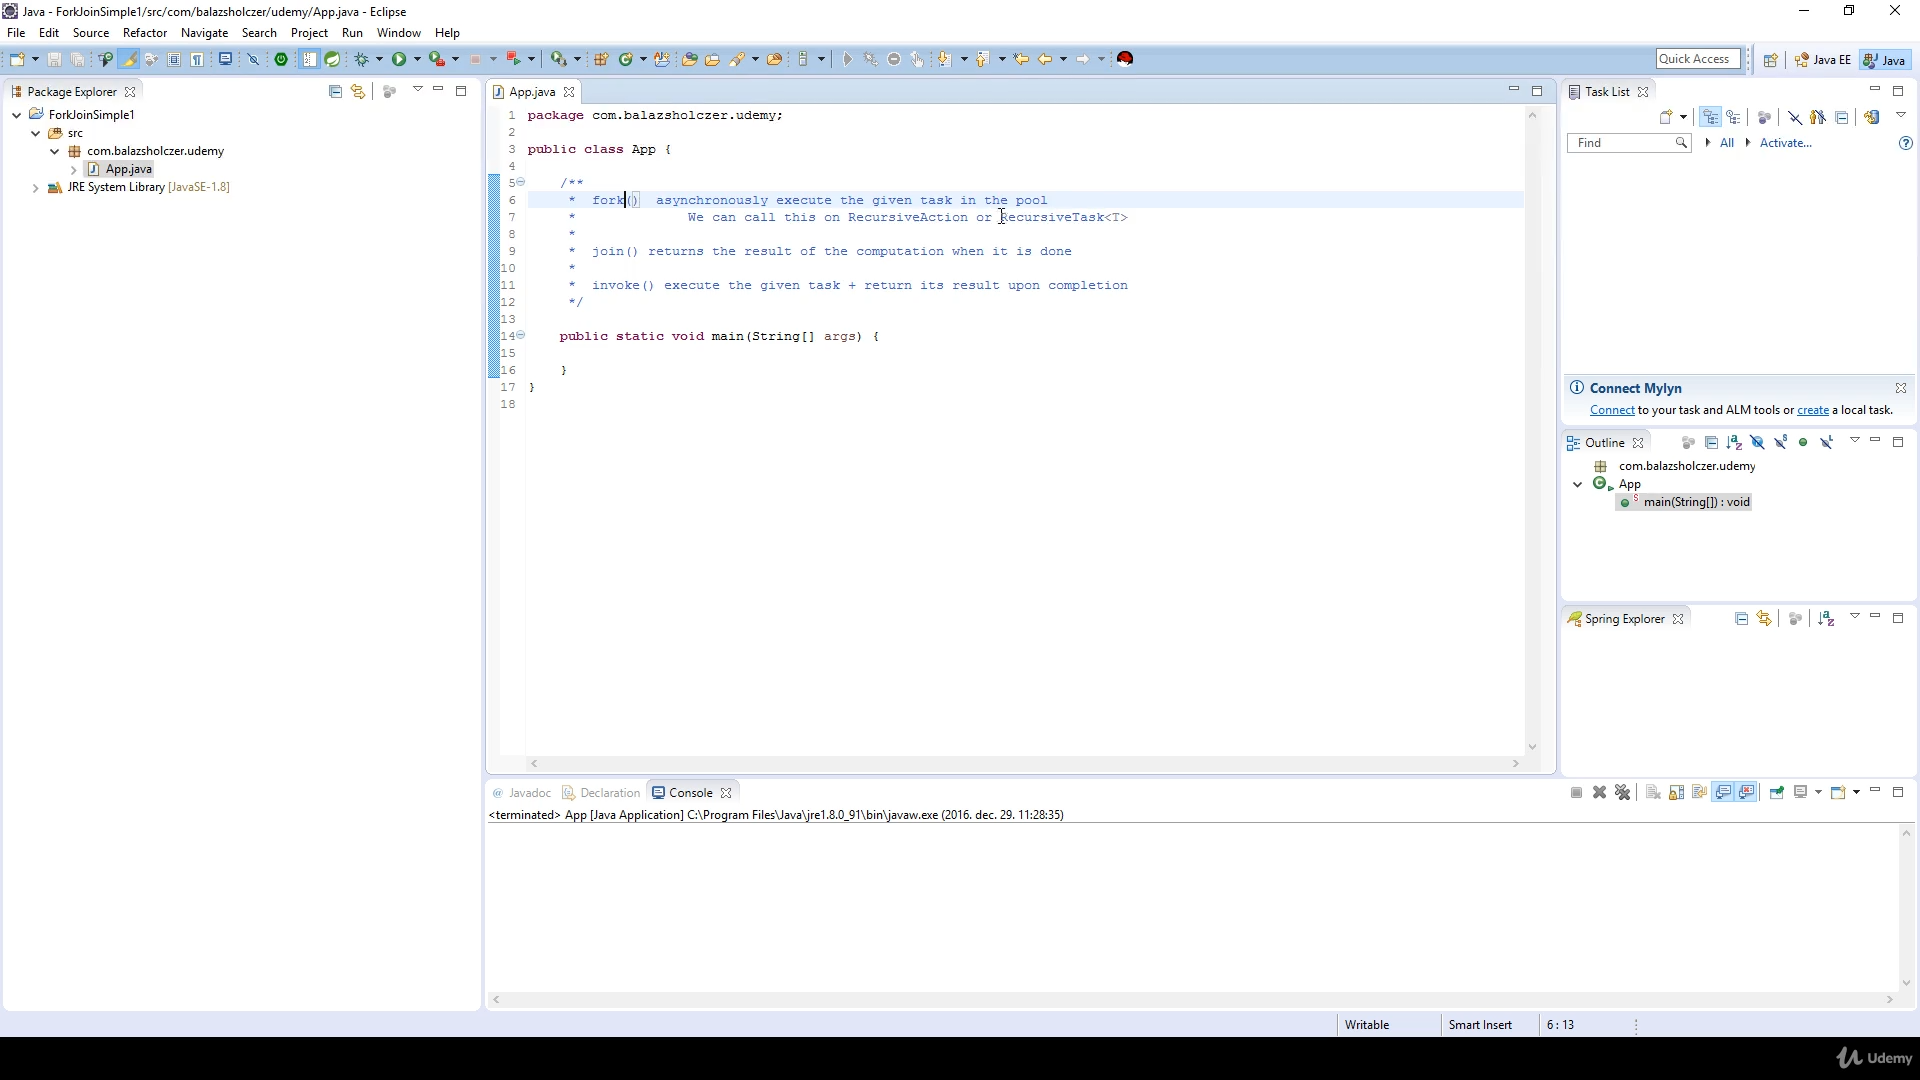 Java - ForkJoinSimple1/src/com/balazsholczer/udemy/App.java - Eclipse
File Edit Source Refactor Navigate Search Project Run Window Help
Quick Access
Java EE
Java
Package Explorer
ForkJoinSimple1
src
com.balazsholczer.udemy
App.java
JRE System Library [JavaSE-1.8]
App.java
1 package com.balazsholczer.udemy;
2
3 public class App {
4
5 /**
6 * fork() asynchronously execute the given task in the pool
7 * We can call this on RecursiveAction or RecursiveTask<T>
8 *
9 * join() returns the result of the computation when it is done
10 *
11 * invoke() execute the given task + return its result upon completion
12 */
13
14 public static void main(String[] args) {
15
16 }
17 }
18
Task List
Find
All
Activate...
Connect Mylyn
Connect to your task and ALM tools or create a local task.
Outline
com.balazsholczer.udemy
App
main(String[]) : void
Spring Explorer
Javadoc Declaration Console
<terminated> App [Java Application] C:\Program Files\Java\jre1.8.0_91\bin\javaw.exe (2016. dec. 29. 11:28:35)
Writable Smart Insert 6 : 13
Udemy